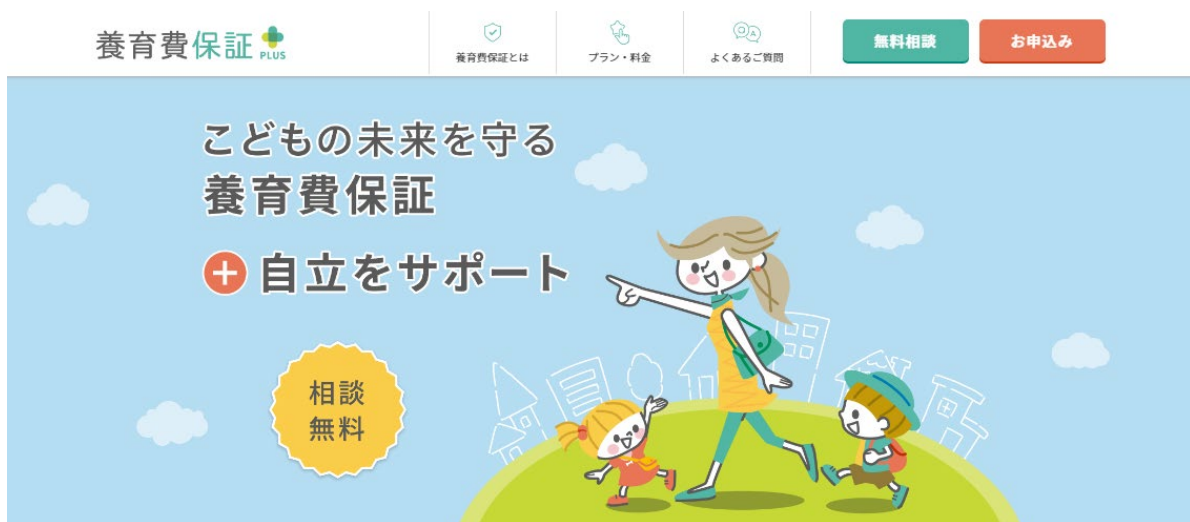 養育費保証 PLUS
養育費保証とは
プラン・料金
Q A
よくあるご質問
無料相談
お申込み
こどもの未来を守る
養育費保証
+ 自立をサポート
相談
無料